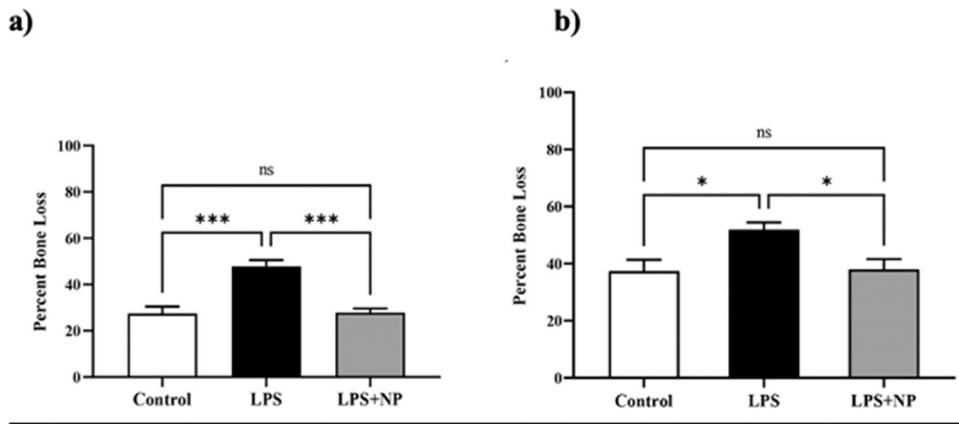 a)
b)
Percent Bone Loss
100
80
60
40
20
0
ns
***
***
Control
LPS
LPS+NP
Percent Bone Loss
100
80
60
40
20
0
ns
*
*
Control
LPS
LPS+NP